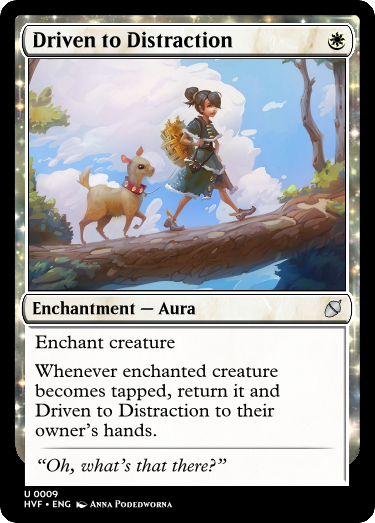 Driven to Distraction
Enchantment — Aura
Enchant creature
Whenever enchanted creature
becomes tapped, return it and
Driven to Distraction to their
owner's hands.
"Oh, what's that there?"
U 0009
HVF • ENG Anna Podedworna